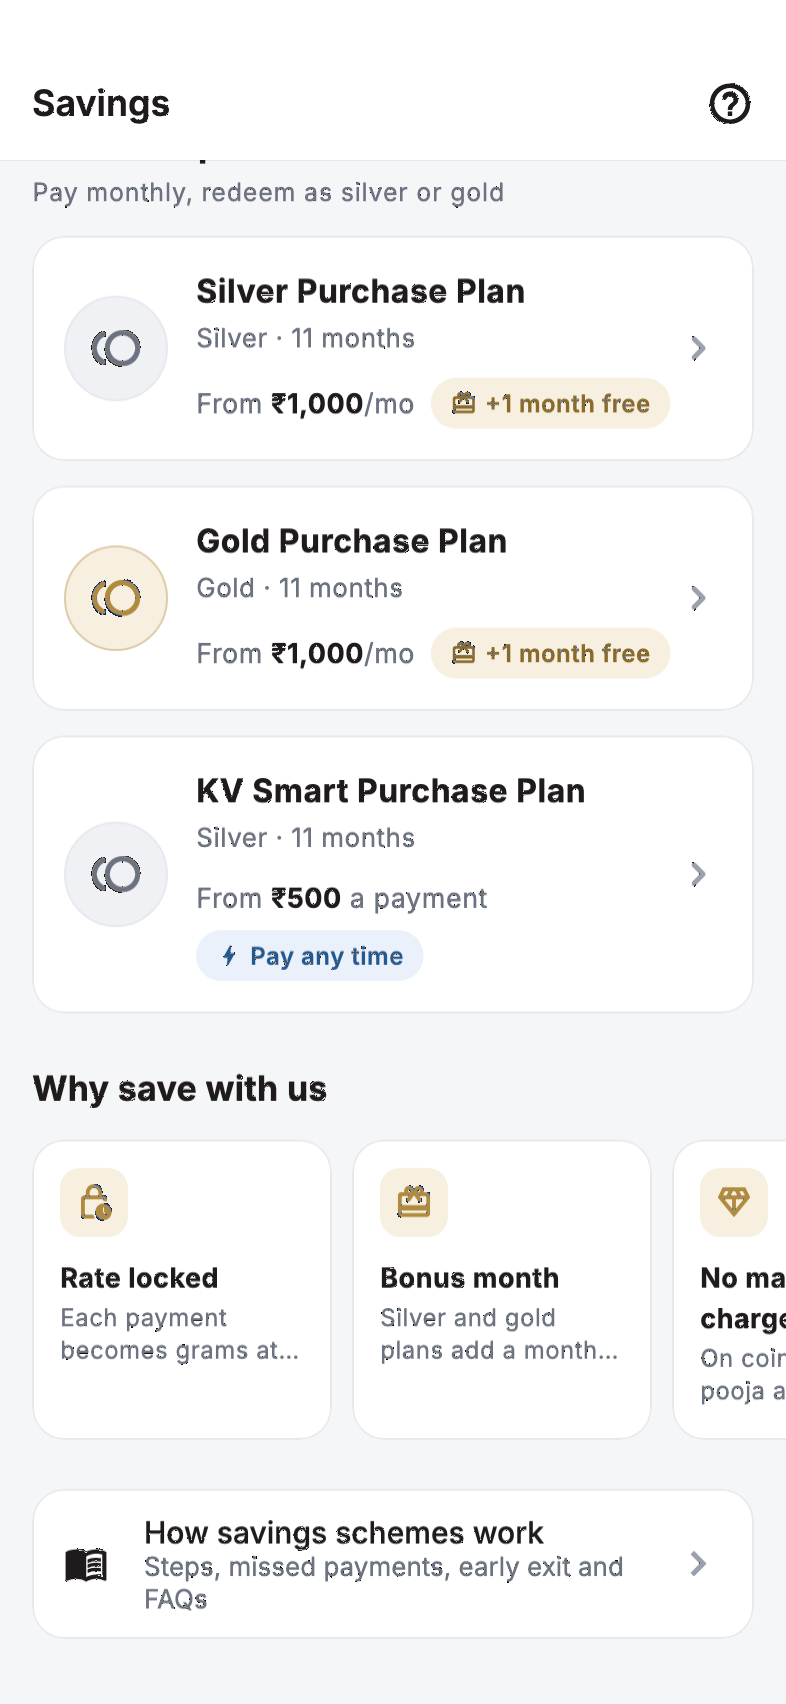 Savings
Pay monthly, redeem as silver or gold
Silver Purchase Plan
Silver · 11 months
From ₹1,000/mo
+1 month free
Gold Purchase Plan
Gold · 11 months
From ₹1,000/mo
+1 month free
KV Smart Purchase Plan
Silver · 11 months
From ₹500 a payment
Pay any time
Why save with us
Rate locked
Each payment
becomes grams at...
Bonus month
Silver and gold
plans add a month...
No
On
pooja
How savings schemes work
Steps, missed payments, early exit and
FAQs